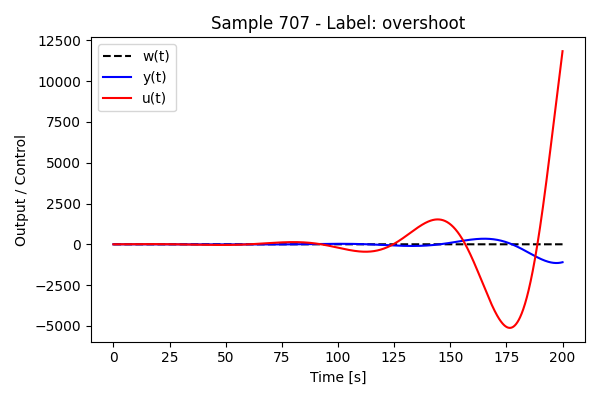 Sample 707 - Label: overshoot
12500
10000
7500
5000
2500
0
−2500
−5000
Output / Control
w(t)
y(t)
u(t)
0 25 50 75 100 125 150 175 200
Time [s]